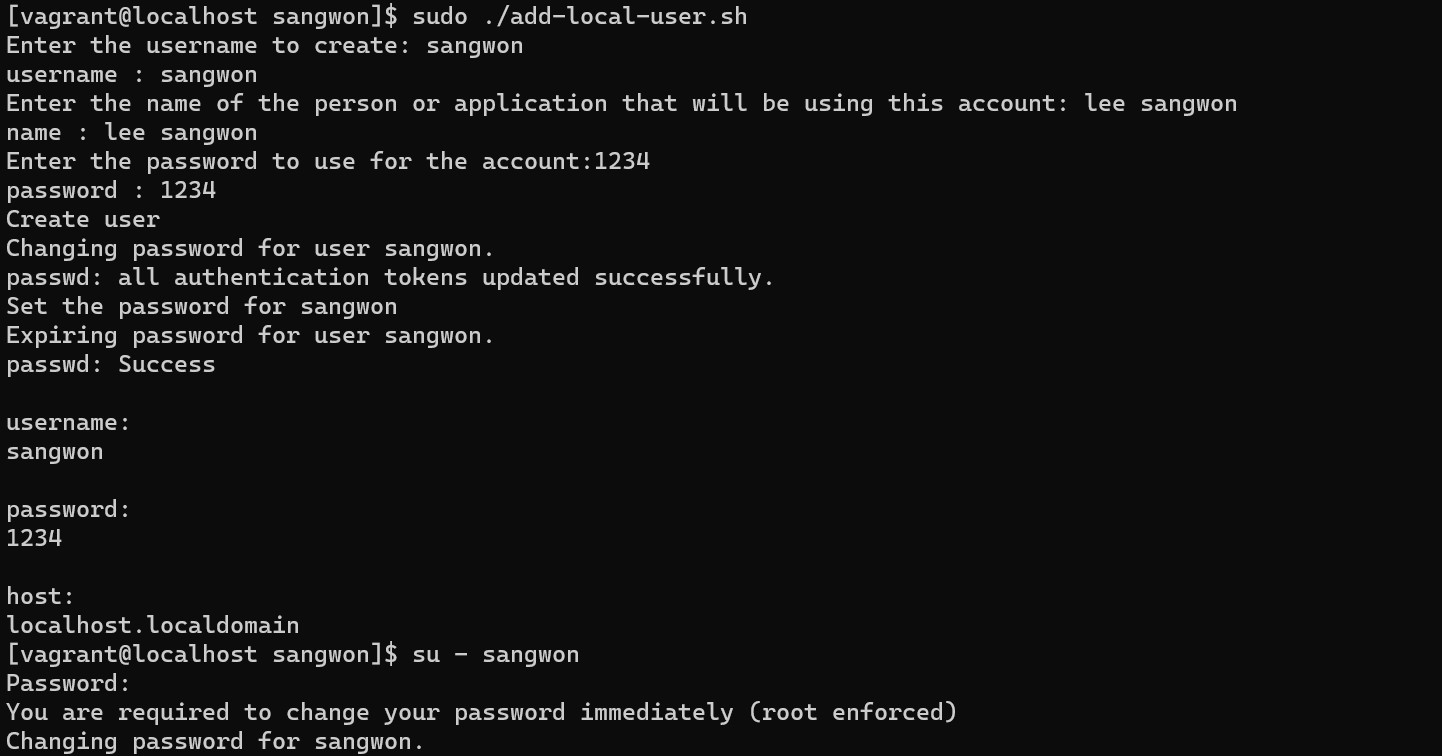 [vagrant@localhost sangwon]$ sudo ./add-local-user.sh
Enter the username to create: sangwon
username : sangwon
Enter the name of the person or application that will be using this account: lee sangwon
name : lee sangwon
Enter the password to use for the account:1234
password : 1234
Create user
Changing password for user sangwon.
passwd: all authentication tokens updated successfully.
Set the password for sangwon
Expiring password for user sangwon.
passwd: Success
username:
sangwon
password:
1234
host:
localhost.localdomain
[vagrant@localhost sangwon]$ su - sangwon
Password:
You are required to change your password immediately (root enforced)
Changing password for sangwon.